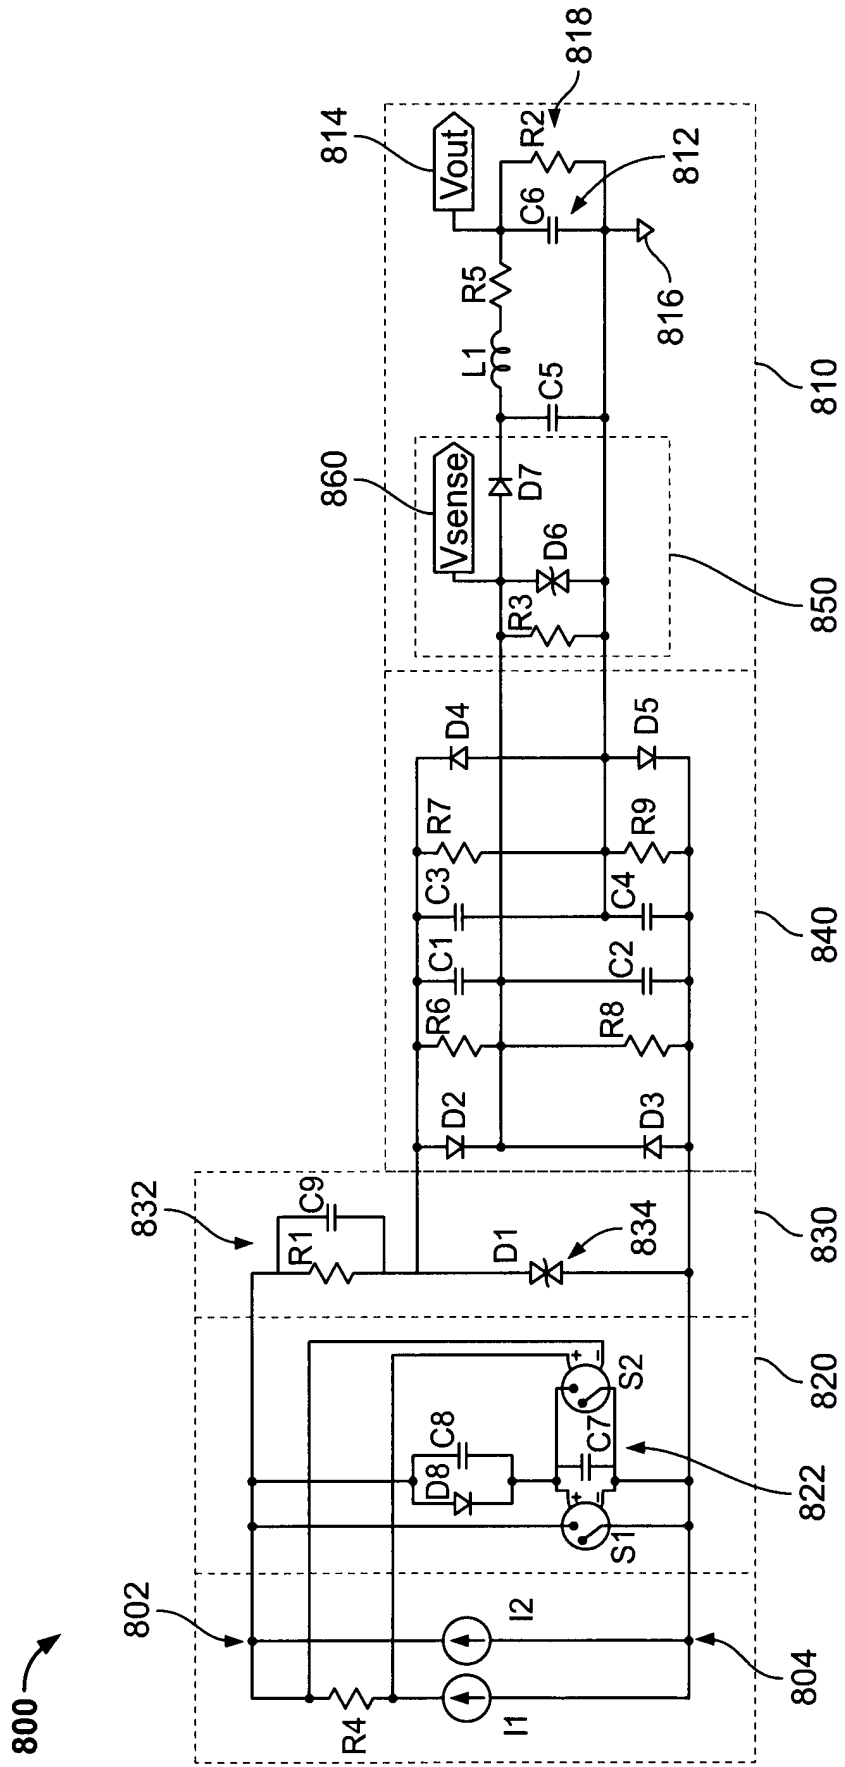 800
802
804
R4
I1
I2
820
822
D8
C8
S1
+
−
C7
S2
+
−
830
832
R1
C9
D1
834
840
D2
D3
R6
R8
C1
C2
C3
C4
R7
R9
D4
D5
810
850
860
Vsense
R3
D6
D7
C5
L1
R5
814
Vout
C6
R2
818
812
816